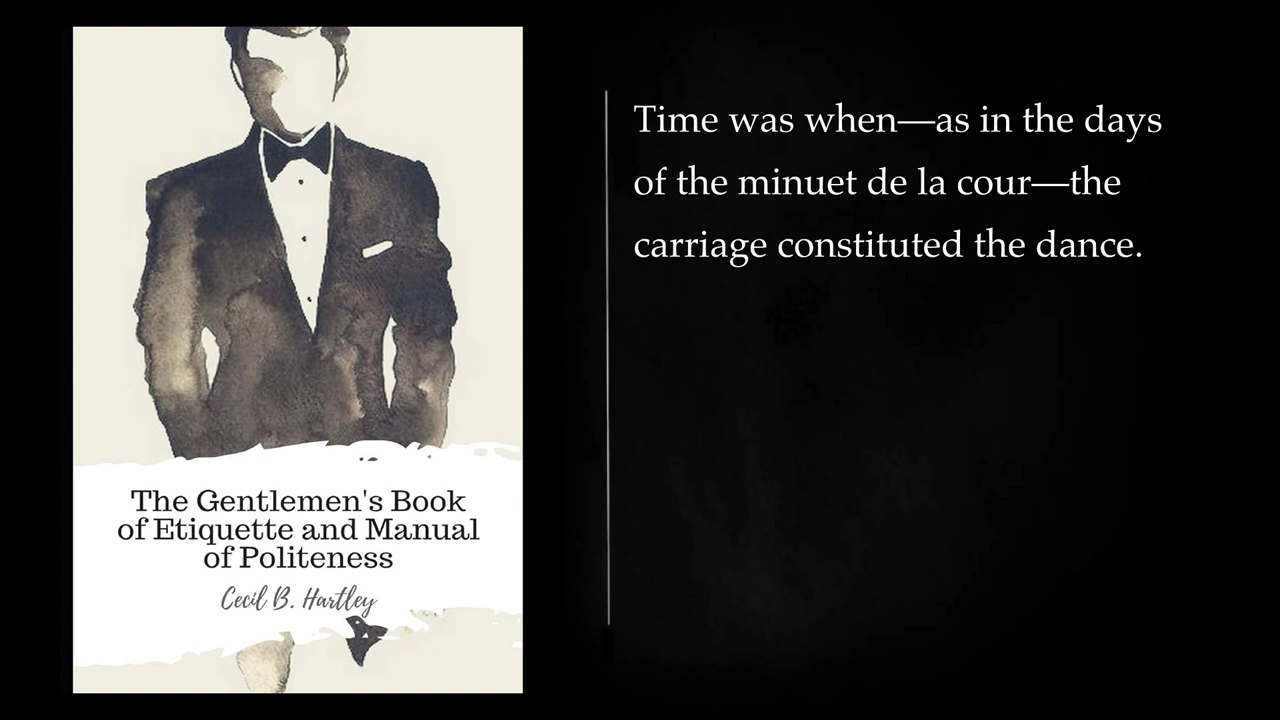 The Gentlemen's Book
of Etiquette and Manual
of Politeness
Cecil B. Hartley
Time was when—as in the days
of the minuet de la cour—the
carriage constituted the dance.